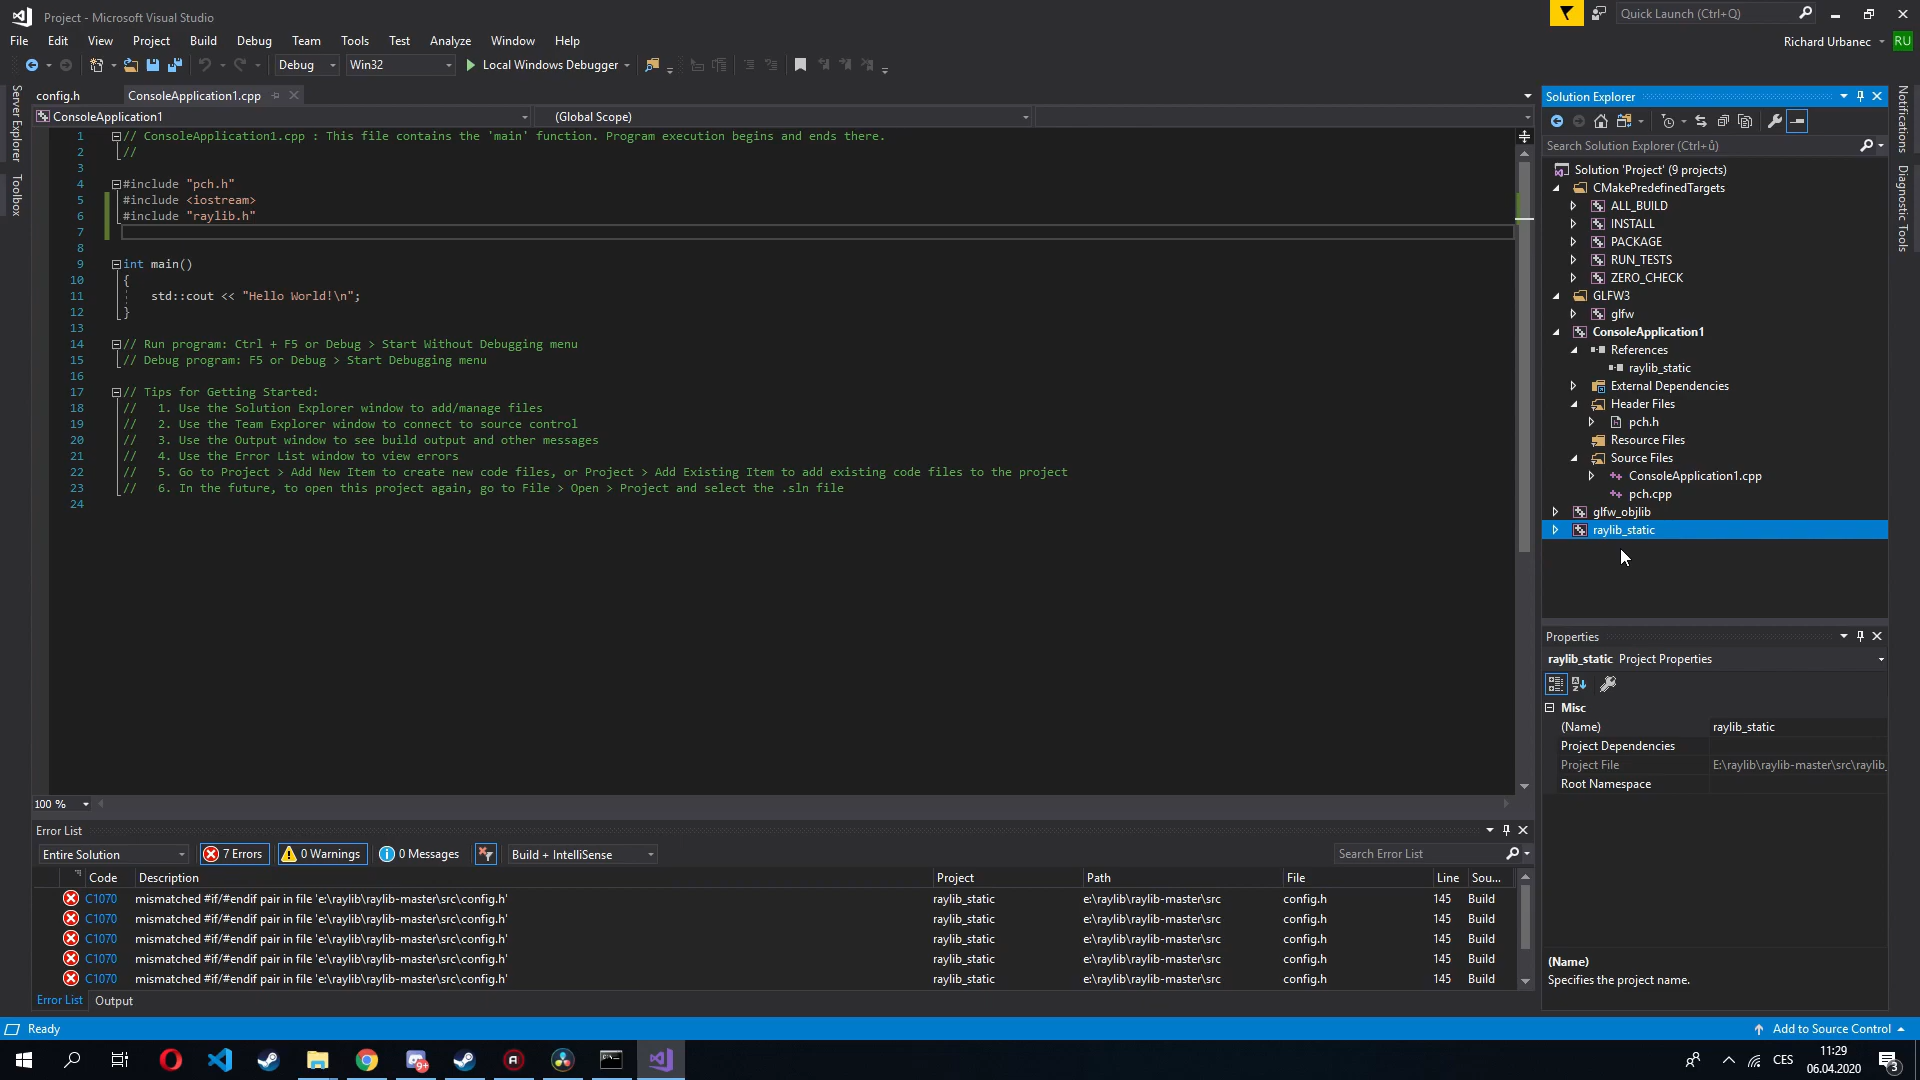 Project - Microsoft Visual Studio
Quick Launch (Ctrl+Q)
File Edit View Project Build Debug Team Tools Test Analyze Window Help
Richard Urbanec RU
Debug Win32 Local Windows Debugger
Server Explorer
Toolbox
config.h ConsoleApplication1.cpp
ConsoleApplication1 (Global Scope)
1 // ConsoleApplication1.cpp : This file contains the 'main' function. Program execution begins and ends there.
2 //
3
4 #include "pch.h"
5 #include <iostream>
6 #include "raylib.h"
7
8
9 int main()
10 {
11 std::cout << "Hello World!\n";
12 }
13
14 // Run program: Ctrl + F5 or Debug > Start Without Debugging menu
15 // Debug program: F5 or Debug > Start Debugging menu
16
17 // Tips for Getting Started:
18 //   1. Use the Solution Explorer window to add/manage files
19 //   2. Use the Team Explorer window to connect to source control
20 //   3. Use the Output window to see build output and other messages
21 //   4. Use the Error List window to view errors
22 //   5. Go to Project > Add New Item to create new code files, or Project > Add Existing Item to add existing code files to the project
23 //   6. In the future, to open this project again, go to File > Open > Project and select the .sln file
24
100 %
Solution Explorer
Search Solution Explorer (Ctrl+ů)
Solution 'Project' (9 projects)
CMakePredefinedTargets
ALL_BUILD
INSTALL
PACKAGE
RUN_TESTS
ZERO_CHECK
GLFW3
glfw
ConsoleApplication1
References
raylib_static
External Dependencies
Header Files
pch.h
Resource Files
Source Files
ConsoleApplication1.cpp
pch.cpp
glfw_objlib
raylib_static
Notifications
Diagnostic Tools
Properties
raylib_static Project Properties
Misc
(Name) raylib_static
Project Dependencies
Project File E:\raylib\raylib-master\src\raylib_
Root Namespace
(Name)
Specifies the project name.
Error List
Entire Solution 7 Errors 0 Warnings 0 Messages Build + IntelliSense Search Error List
Code Description Project Path File Line Sou...
C1070 mismatched #if/#endif pair in file 'e:\raylib\raylib-master\src\config.h' raylib_static e:\raylib\raylib-master\src config.h 145 Build
C1070 mismatched #if/#endif pair in file 'e:\raylib\raylib-master\src\config.h' raylib_static e:\raylib\raylib-master\src config.h 145 Build
C1070 mismatched #if/#endif pair in file 'e:\raylib\raylib-master\src\config.h' raylib_static e:\raylib\raylib-master\src config.h 145 Build
C1070 mismatched #if/#endif pair in file 'e:\raylib\raylib-master\src\config.h' raylib_static e:\raylib\raylib-master\src config.h 145 Build
C1070 mismatched #if/#endif pair in file 'e:\raylib\raylib-master\src\config.h' raylib_static e:\raylib\raylib-master\src config.h 145 Build
Error List Output
Ready Add to Source Control
CES 11:29
06.04.2020
3